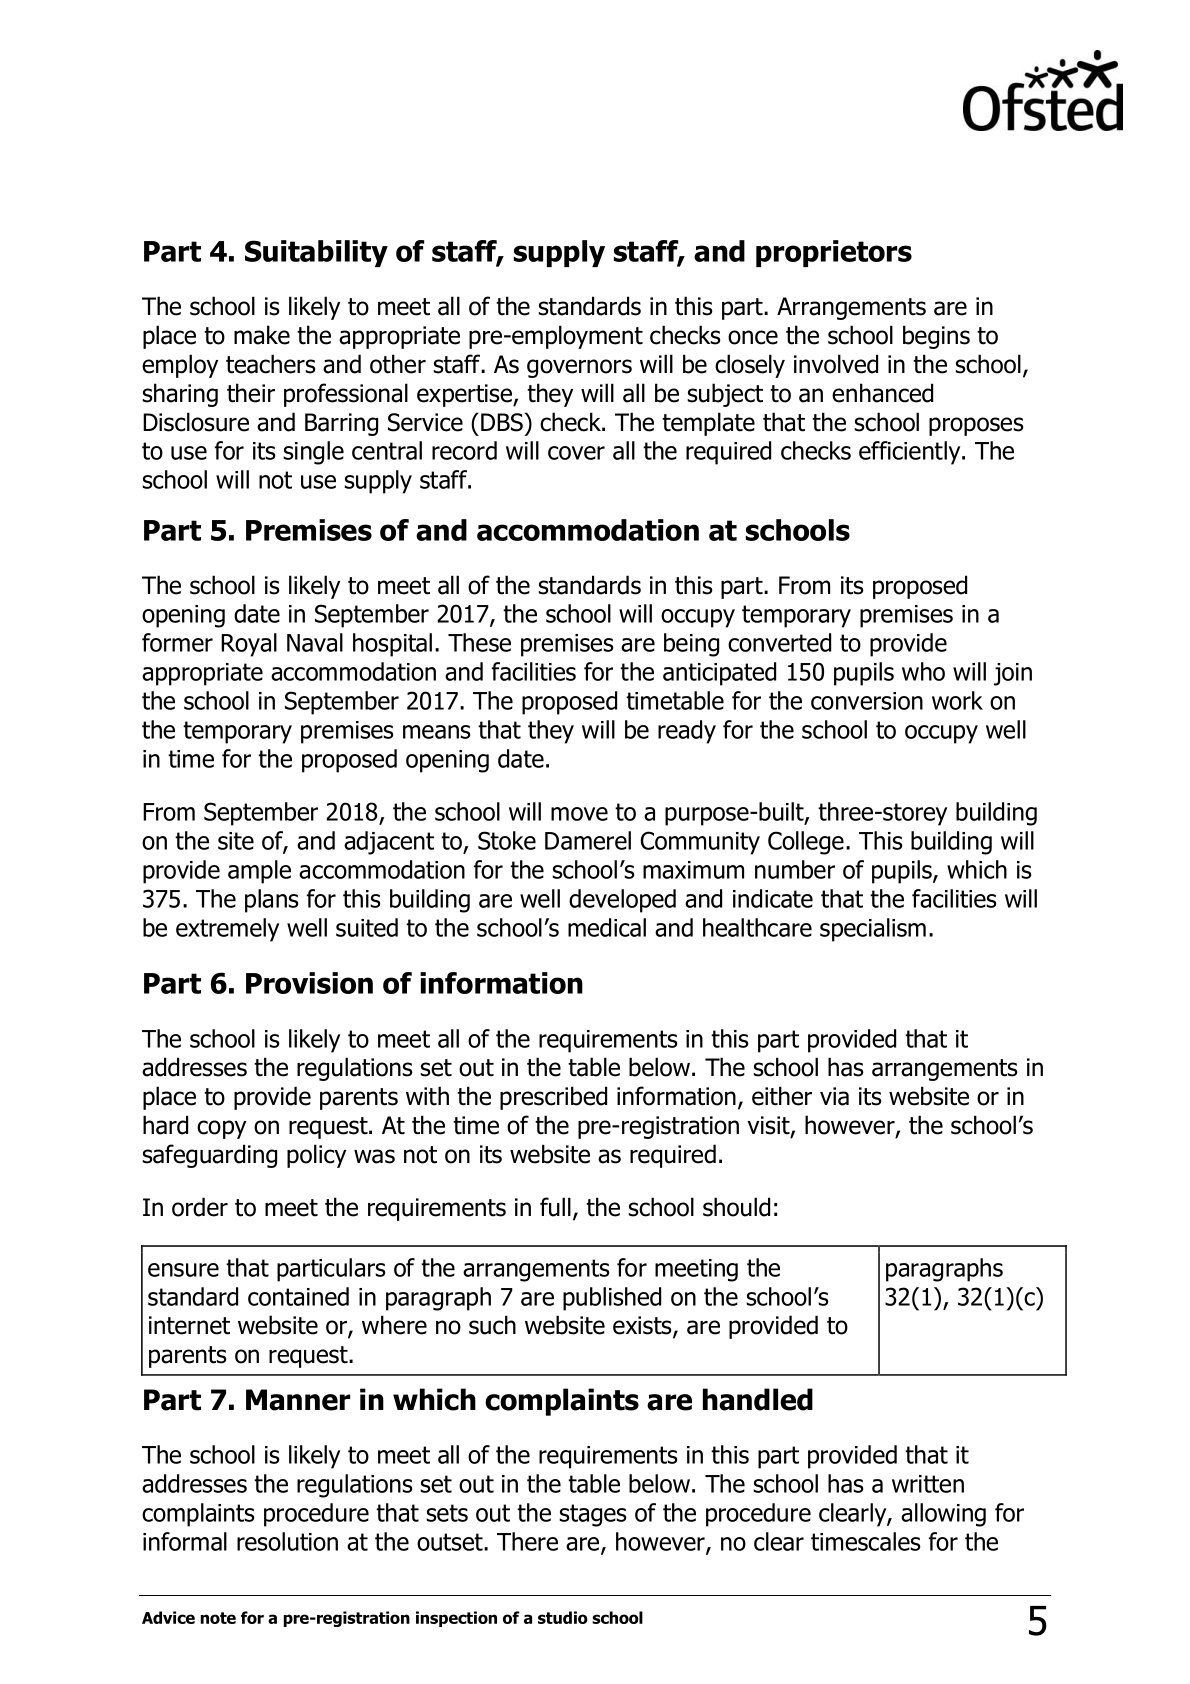 Ofsted
Part 4. Suitability of staff, supply staff, and proprietors
The school is likely to meet all of the standards in this part. Arrangements are in
place to make the appropriate pre-employment checks once the school begins to
employ teachers and other staff. As governors will be closely involved in the school,
sharing their professional expertise, they will all be subject to an enhanced
Disclosure and Barring Service (DBS) check. The template that the school proposes
to use for its single central record will cover all the required checks efficiently. The
school will not use supply staff.
Part 5. Premises of and accommodation at schools
The school is likely to meet all of the standards in this part. From its proposed
opening date in September 2017, the school will occupy temporary premises in a
former Royal Naval hospital. These premises are being converted to provide
appropriate accommodation and facilities for the anticipated 150 pupils who will join
the school in September 2017. The proposed timetable for the conversion work on
the temporary premises means that they will be ready for the school to occupy well
in time for the proposed opening date.
From September 2018, the school will move to a purpose-built, three-storey building
on the site of, and adjacent to, Stoke Damerel Community College. This building will
provide ample accommodation for the school’s maximum number of pupils, which is
375. The plans for this building are well developed and indicate that the facilities will
be extremely well suited to the school’s medical and healthcare specialism.
Part 6. Provision of information
The school is likely to meet all of the requirements in this part provided that it
addresses the regulations set out in the table below. The school has arrangements in
place to provide parents with the prescribed information, either via its website or in
hard copy on request. At the time of the pre-registration visit, however, the school’s
safeguarding policy was not on its website as required.
In order to meet the requirements in full, the school should:
ensure that particulars of the arrangements for meeting the
standard contained in paragraph 7 are published on the school’s
internet website or, where no such website exists, are provided to
parents on request.
paragraphs
32(1), 32(1)(c)
Part 7. Manner in which complaints are handled
The school is likely to meet all of the requirements in this part provided that it
addresses the regulations set out in the table below. The school has a written
complaints procedure that sets out the stages of the procedure clearly, allowing for
informal resolution at the outset. There are, however, no clear timescales for the
Advice note for a pre-registration inspection of a studio school
5